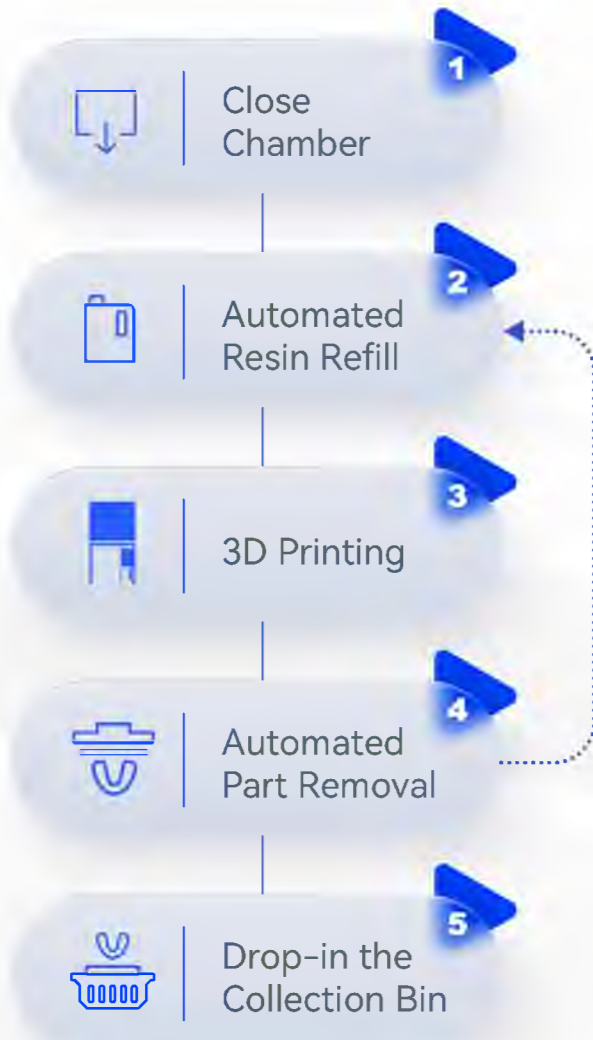 1
Close
Chamber
2
Automated
Resin Refill
3
3D Printing
4
Automated
Part Removal
5
Drop-in the
Collection Bin